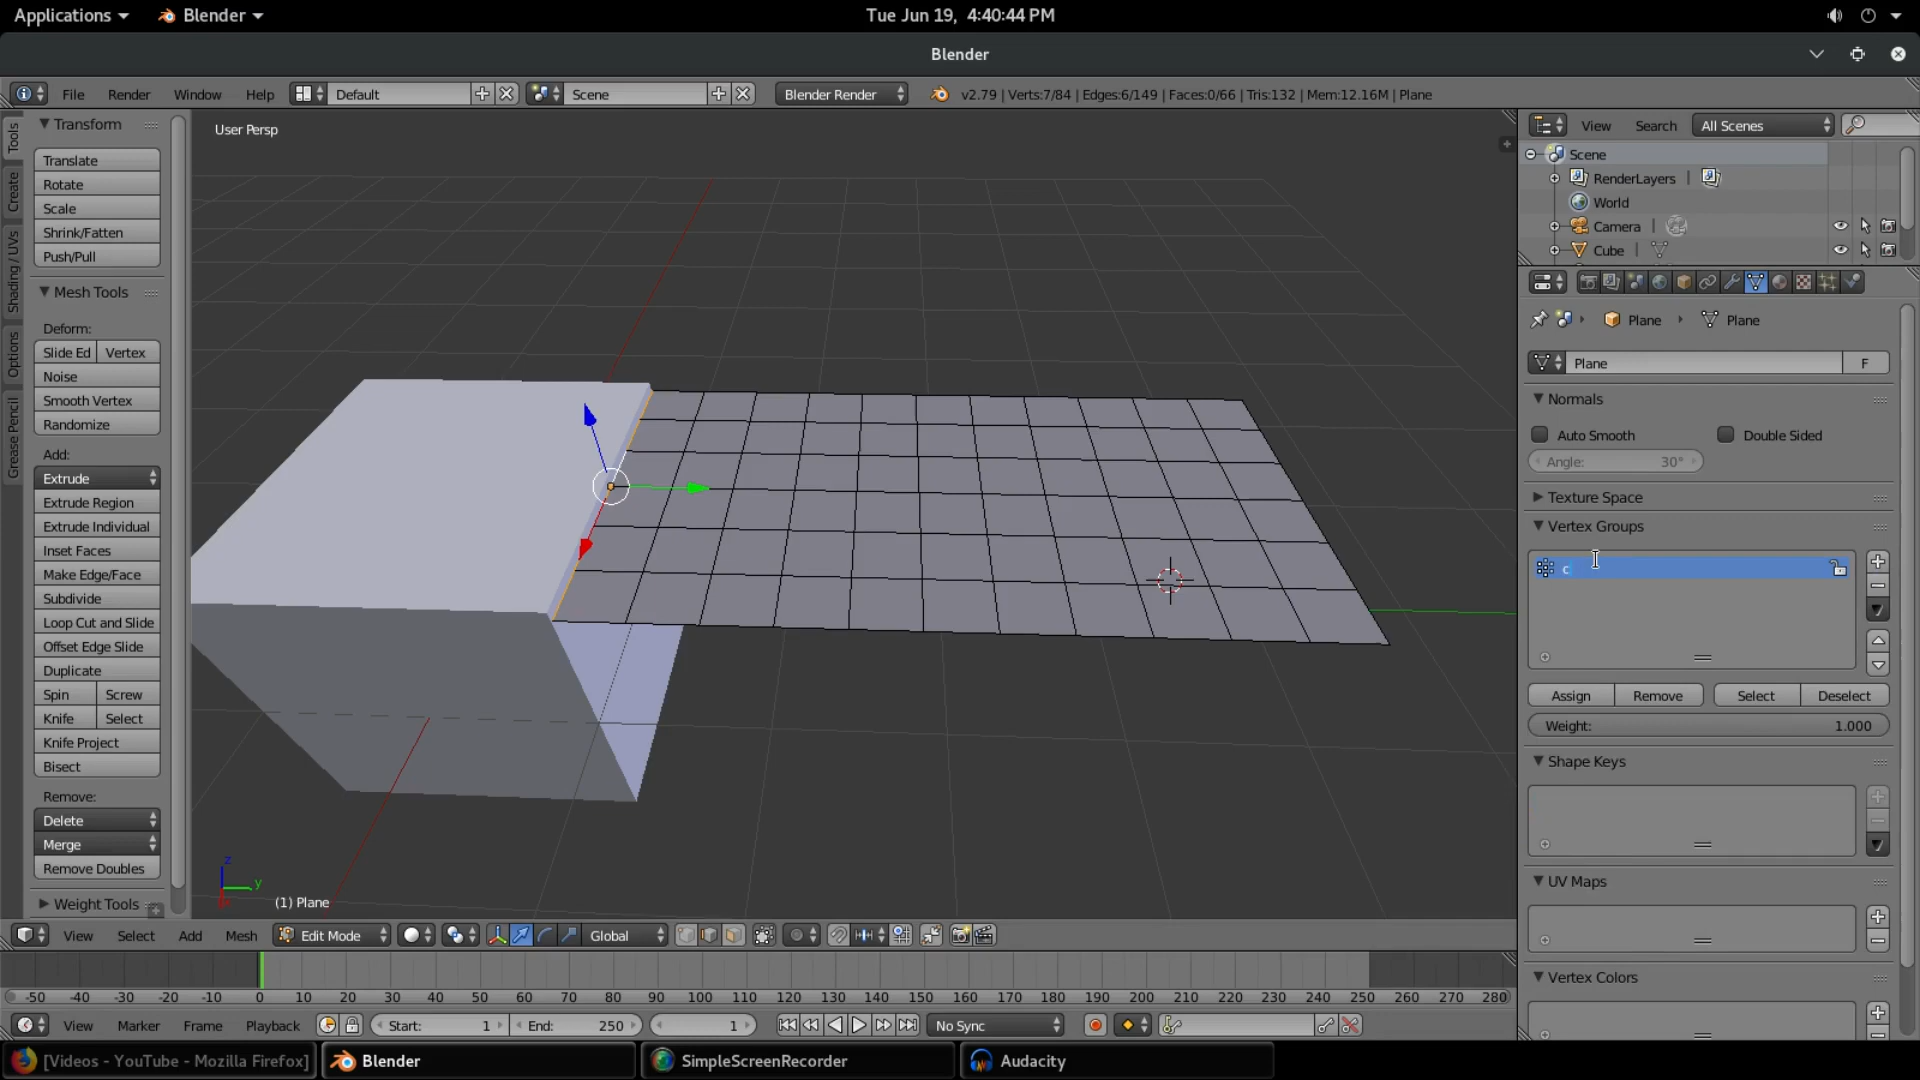 Applications Blender Tue Jun 19, 4:40:44 PM
Blender
File Render Window Help Default Scene Blender Render v2.79 | Verts:7/84 | Edges:6/149 | Faces:0/66 | Tris:132 | Mem:12.16M | Plane
Tools
Create
Shading / UVs
Options
Grease Pencil
Transform
Translate
Rotate
Scale
Shrink/Fatten
Push/Pull
Mesh Tools
Deform:
Slide Ed Vertex
Noise
Smooth Vertex
Randomize
Add:
Extrude
Extrude Region
Extrude Individual
Inset Faces
Make Edge/Face
Subdivide
Loop Cut and Slide
Offset Edge Slide
Duplicate
Spin Screw
Knife Select
Knife Project
Bisect
Remove:
Delete
Merge
Remove Doubles
Weight Tools
User Persp
z
y
(1) Plane
View Search All Scenes
Scene
RenderLayers |
World
Camera |
Cube |
Plane Plane
Plane F
Normals
Auto Smooth Double Sided
Angle: 30°
Texture Space
Vertex Groups
c
Assign Remove Select Deselect
Weight: 1.000
Shape Keys
UV Maps
Vertex Colors
View Select Add Mesh Edit Mode Global
-50 -40 -30 -20 -10 0 10 20 30 40 50 60 70 80 90 100 110 120 130 140 150 160 170 180 190 200 210 220 230 240 250 260 270 280
View Marker Frame Playback Start: 1 End: 250 1 No Sync
[Videos - YouTube - Mozilla Firefox] Blender SimpleScreenRecorder Audacity